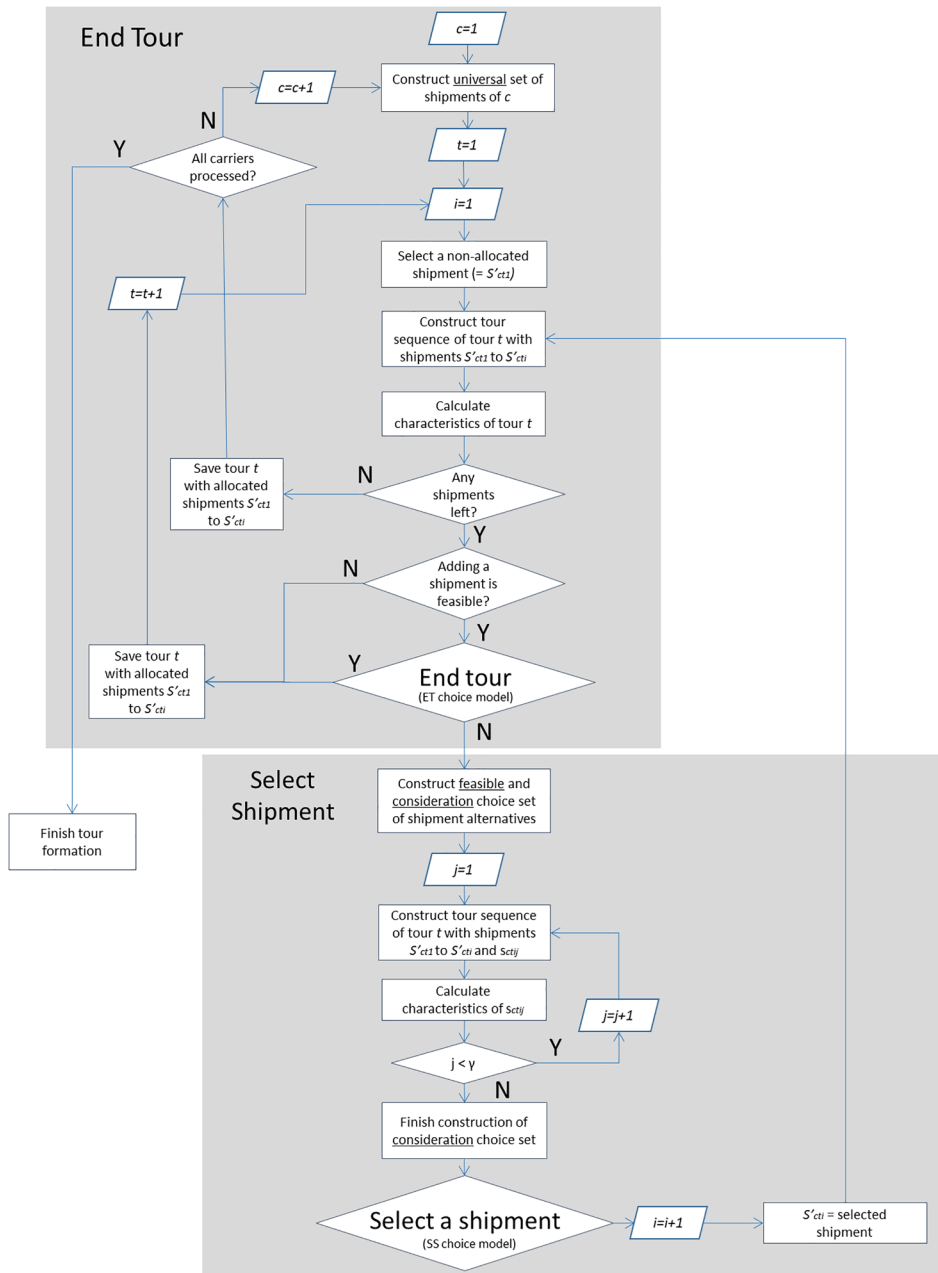 End Tour
c=1
c=c+1
Construct universal set of
shipments of c
N
Y
t=1
All carriers
processed?
i=1
Select a non-allocated
shipment (= S'ct1)
t=t+1
Construct tour
sequence of tour t with
shipments S'ct1 to S'cti
Calculate
characteristics of tour t
Save tour t
with allocated
shipments S'ct1
to S'cti
N
Any
shipments
left?
Y
N
Adding a
shipment is
feasible?
Y
Save tour t
with allocated
shipments S'ct1
to S'cti
Y
End tour
(ET choice model)
N
Select
Shipment
Construct feasible and
consideration choice set
of shipment alternatives
Finish tour
formation
j=1
Construct tour sequence
of tour t with shipments
S'ct1 to S'cti and sctij
Calculate
characteristics of sctij
j=j+1
j < γ
Y
N
Finish construction of
consideration choice set
Select a shipment
(SS choice model)
i=i+1
S'cti = selected
shipment